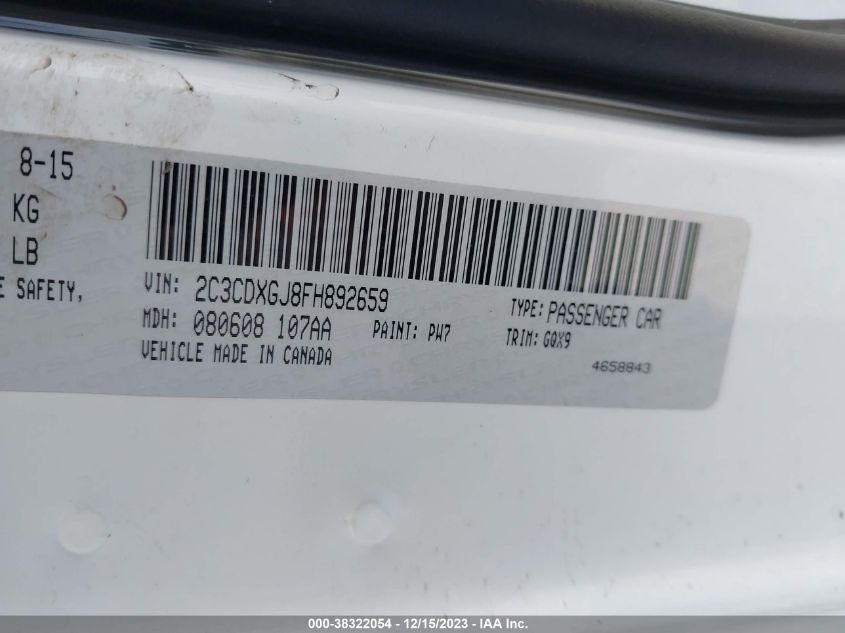 8-15
KG
LB
E SAFETY,
VIN: 2C3CDXGJ8FH892659
TYPE: PASSENGER CAR
MDH: 080608 107AA
PAINT: PW7
TRIM: GQX9
VEHICLE MADE IN CANADA
4658843
000-38322054 - 12/15/2023 - IAA Inc.